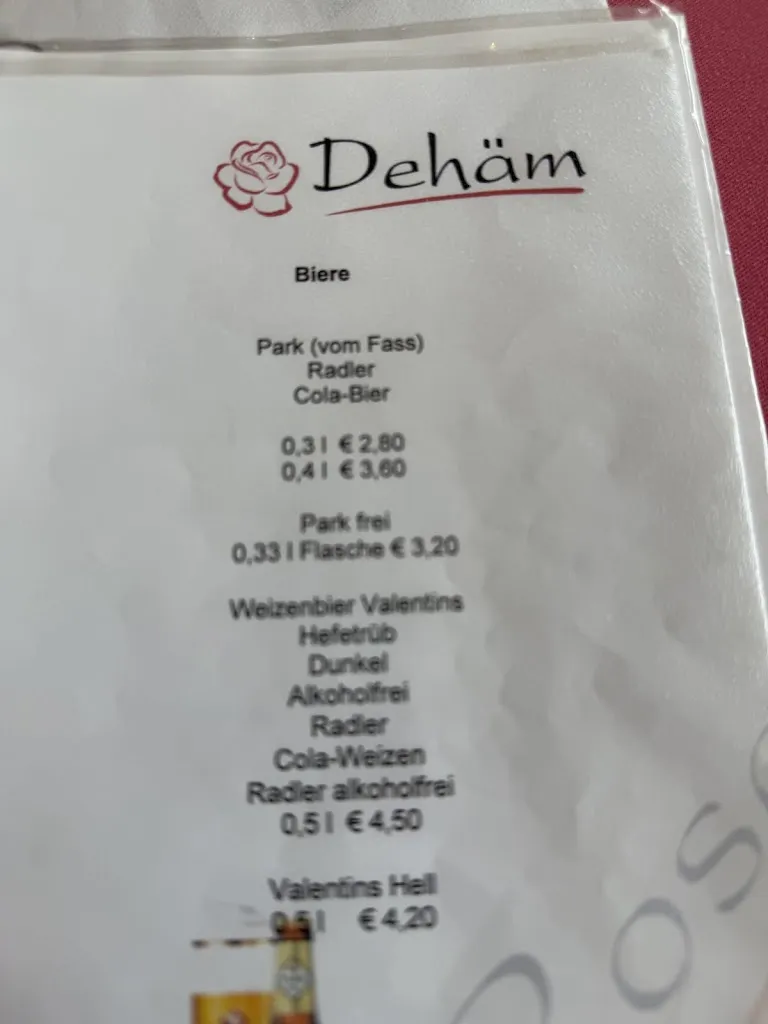 Dehäm
Biere
Park (vom Fass)
Radler
Cola-Bier
0,3 l € 2,80
0,4 l € 3,60
Park frei
0,33 l Flasche € 3,20
Weizenbier Valentins
Hefetrüb
Dunkel
Alkoholfrei
Radler
Cola-Weizen
Radler alkoholfrei
0,5 l € 4,50
Valentins Hell
0,5 l € 4,20